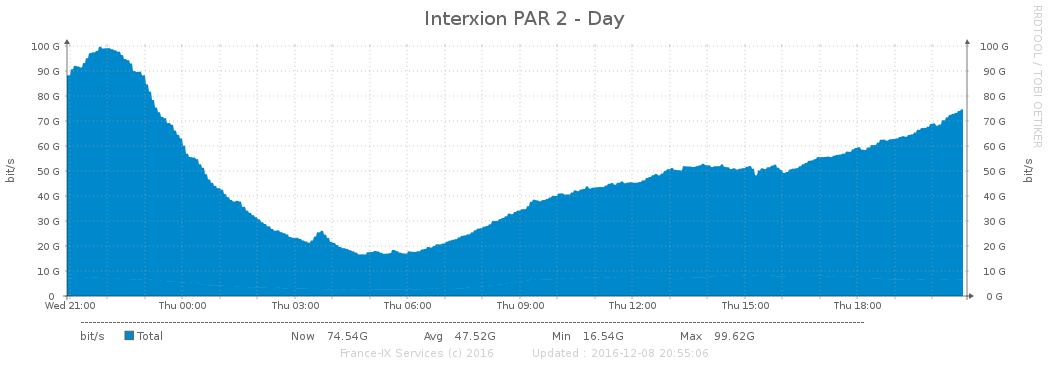 Interxion PAR 2 - Day
RRDTOOL / TOBI OETIKER
bit/s
100 G
90 G
80 G
70 G
60 G
50 G
40 G
30 G
20 G
10 G
0
100 G
90 G
80 G
70 G
60 G
50 G
40 G
30 G
20 G
10 G
0 G
bit/s
Wed 21:00 Thu 00:00 Thu 03:00 Thu 06:00 Thu 09:00 Thu 12:00 Thu 15:00 Thu 18:00
bit/s Total Now 74.54G Avg 47.52G Min 16.54G Max 99.62G
France-IX Services (c) 2016 Updated : 2016-12-08 20:55:06